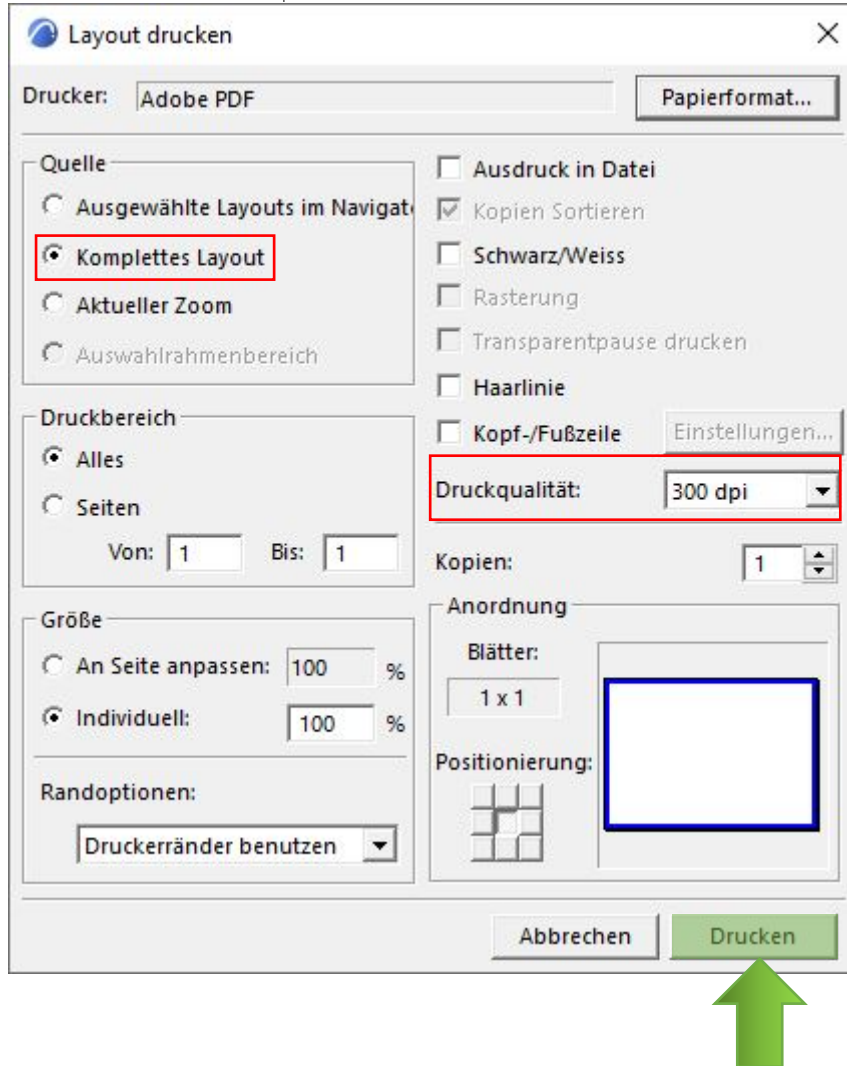 Layout drucken
Drucker: Adobe PDF Papierformat...
Quelle
Ausgewählte Layouts im Navigat
Komplettes Layout
Aktueller Zoom
Auswahlrahmenbereich
Druckbereich
Alles
Seiten
Von: 1 Bis: 1
Größe
An Seite anpassen: 100 %
Individuell: 100 %
Randoptionen:
Druckerränder benutzen
Ausdruck in Datei
Kopien Sortieren
Schwarz/Weiss
Rasterung
Transparentpause drucken
Haarlinie
Kopf-/Fußzeile Einstellungen...
Druckqualität: 300 dpi
Kopien: 1
Anordnung
Blätter:
1 x 1
Positionierung:
Abbrechen Drucken